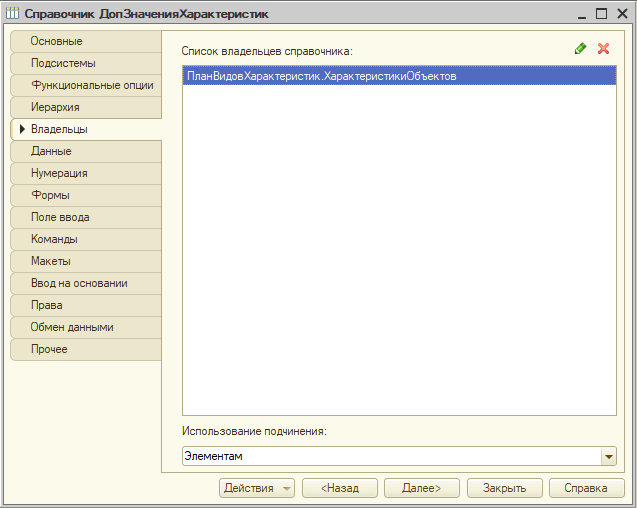 Справочник ДопЗначенияХарактеристик
Основные
Подсистемы
Функциональные опции
Иерархия
Владельцы
Данные
Нумерация
Формы
Поле ввода
Команды
Макеты
Ввод на основании
Права
Обмен данными
Прочее
Список владельцев справочника:
ПланВидовХарактеристик.ХарактеристикиОбъектов
Использование подчинения:
Элементам
Действия
<Назад
Далее>
Закрыть
Справка